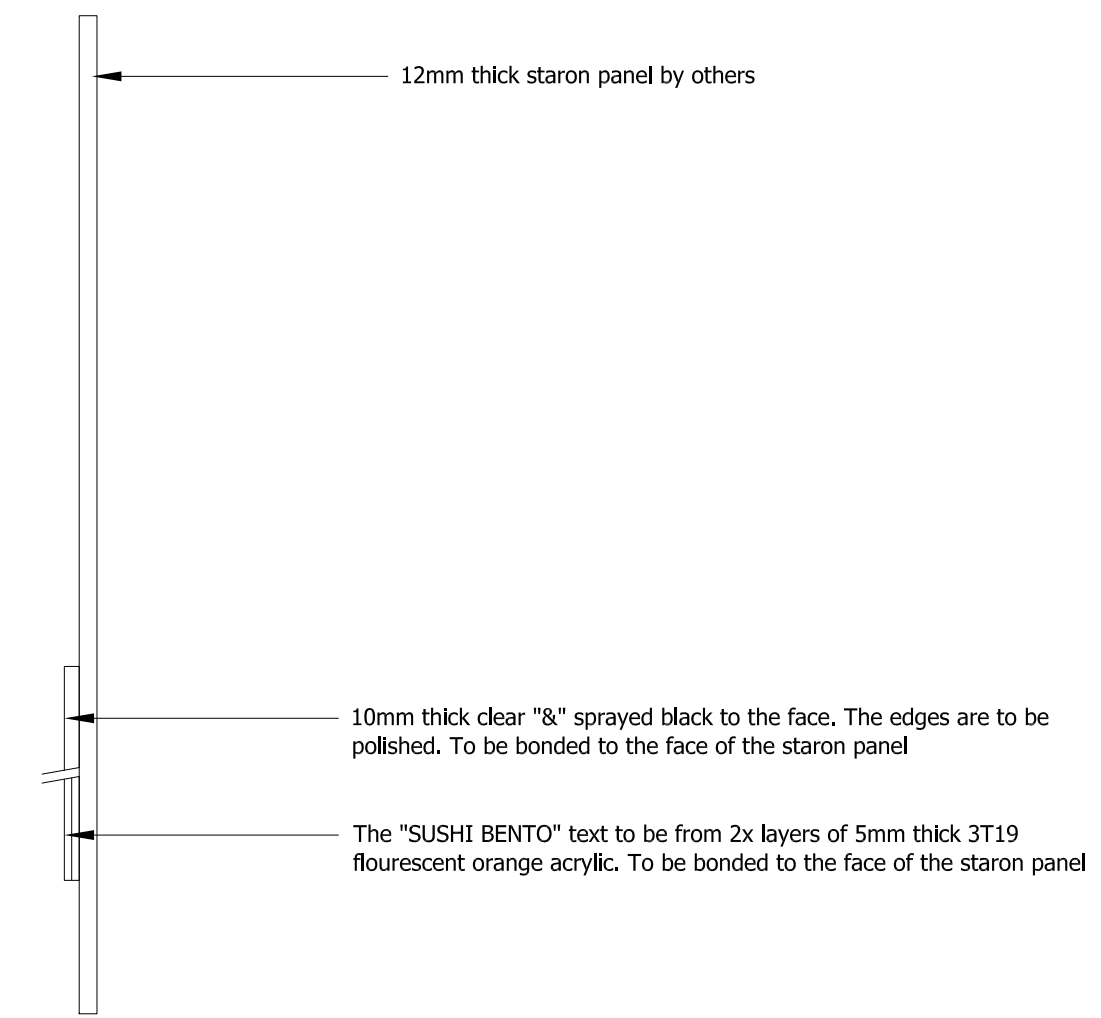 12mm thick staron panel by others
10mm thick clear "&" sprayed black to the face. The edges are to be
polished. To be bonded to the face of the staron panel
The "SUSHI BENTO" text to be from 2x layers of 5mm thick 3T19
flourescent orange acrylic. To be bonded to the face of the staron panel